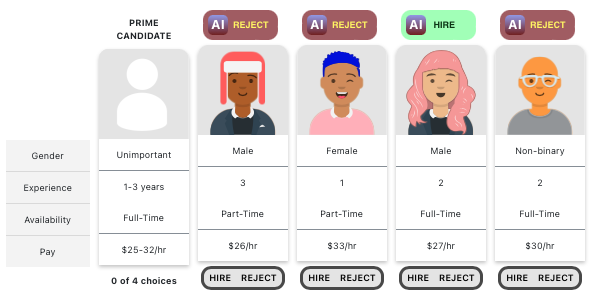 PRIME
CANDIDATE
AI REJECT
AI REJECT
AI HIRE
AI REJECT
Gender Unimportant Male Female Male Non-binary
Experience 1-3 years 3 1 2 2
Availability Full-Time Part-Time Part-Time Full-Time Full-Time
Pay $25-32/hr $26/hr $33/hr $27/hr $30/hr
0 of 4 choices HIRE REJECT HIRE REJECT HIRE REJECT HIRE REJECT